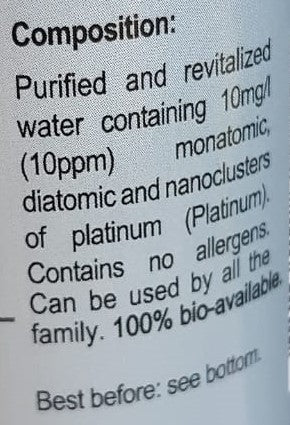 Composition:
Purified and revitalized
water containing 10mg/l
(10ppm) monatomic,
diatomic and nanoclusters
of platinum (Platinum).
Contains no allergens.
Can be used by all the
family. 100% bio-available.
Best before: see bottom.